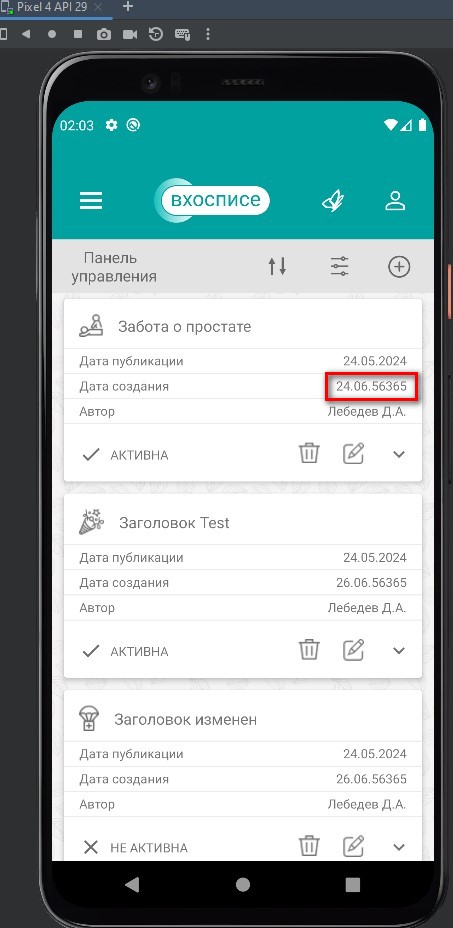 Pixel 4 API 29
02:03
вхосписе
Панель
управления
Забота о простате
Дата публикации 24.05.2024
Дата создания 24.06.56365
Автор Лебедев Д.А.
АКТИВНА
Заголовок Test
Дата публикации 24.05.2024
Дата создания 26.06.56365
Автор Лебедев Д.А.
АКТИВНА
Заголовок изменен
Дата публикации 24.05.2024
Дата создания 26.06.56365
Автор Лебедев Д.А.
НЕ АКТИВНА